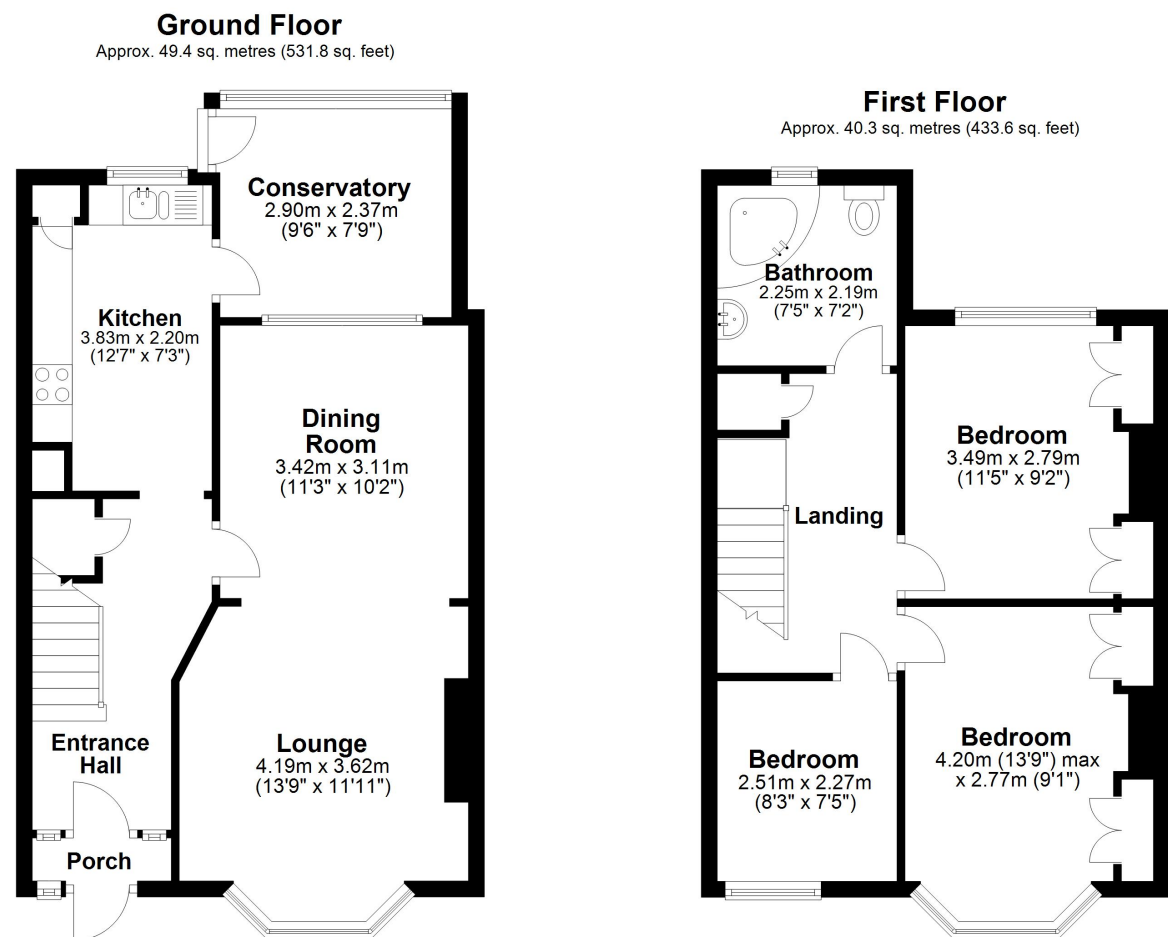 Ground Floor
Approx. 49.4 sq. metres (531.8 sq. feet)
Conservatory
2.90m x 2.37m
(9'6" x 7'9")
Kitchen
3.83m x 2.20m
(12'7" x 7'3")
Dining
Room
3.42m x 3.11m
(11'3" x 10'2")
Entrance
Hall
Lounge
4.19m x 3.62m
(13'9" x 11'11")
Porch
First Floor
Approx. 40.3 sq. metres (433.6 sq. feet)
Bathroom
2.25m x 2.19m
(7'5" x 7'2")
Bedroom
3.49m x 2.79m
(11'5" x 9'2")
Landing
Bedroom
2.51m x 2.27m
(8'3" x 7'5")
Bedroom
4.20m (13'9") max
x 2.77m (9'1")